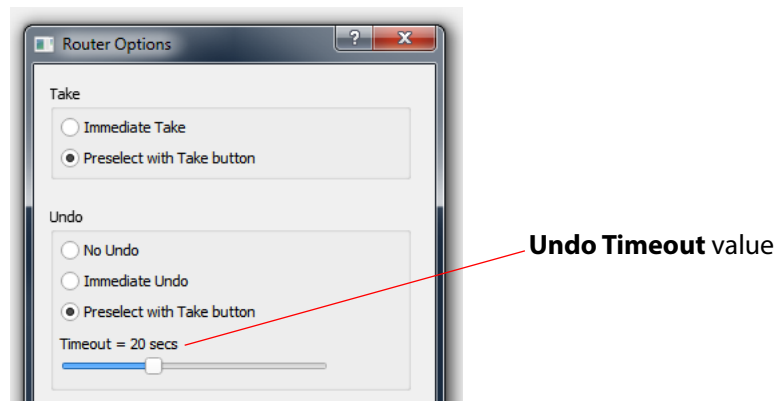 Router Options
Take
Immediate Take
Preselect with Take button
Undo
No Undo
Immediate Undo
Preselect with Take button
Timeout = 20 secs
Undo Timeout value